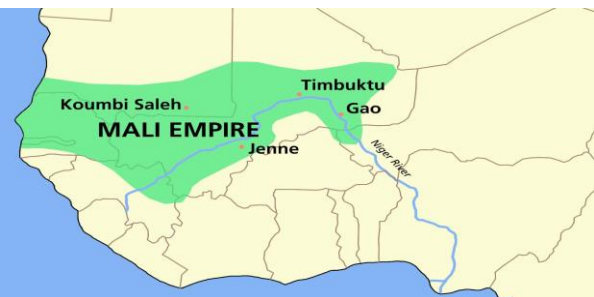 Timbuktu
Koumbi Saleh
Gao
MALI EMPIRE
Jenne
Niger River